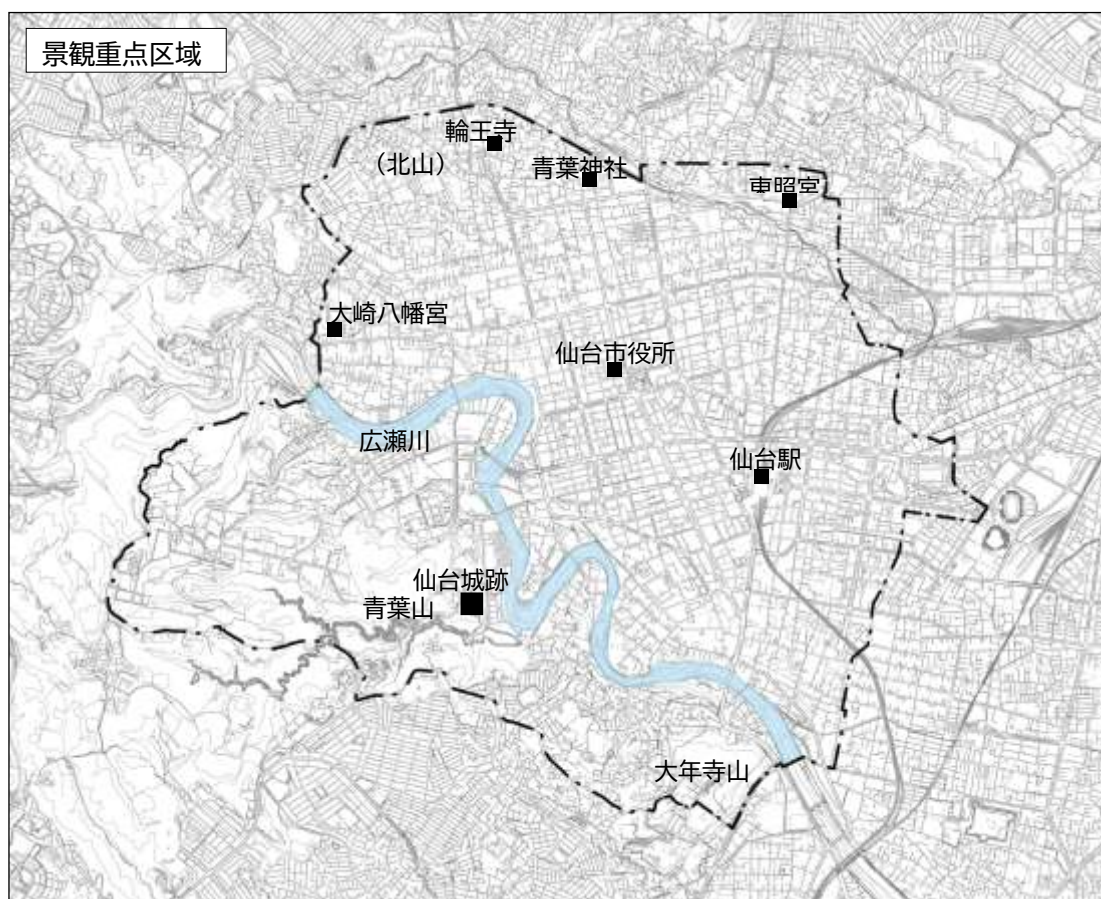 景観重点区域
輪王寺
（北山）
青葉神社
東照宮
大崎八幡宮
仙台市役所
広瀬川
仙台駅
仙台城跡
青葉山
大年寺山